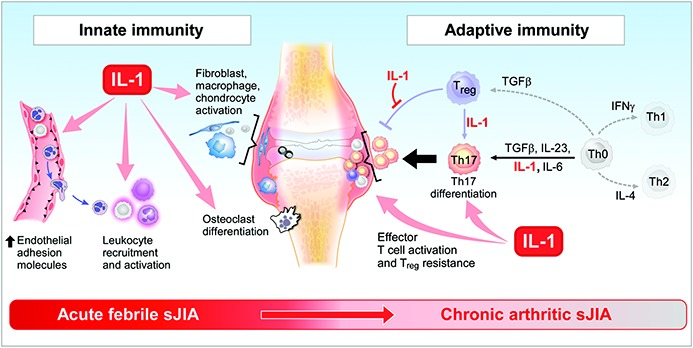 Innate immunity
Adaptive immunity
IL-1
Fibroblast,
macrophage,
chondrocyte
activation
Osteoclast
differentiation
Endothelial
adhesion
molecules
Leukocyte
recruitment
and activation
IL-1
Treg
TGFβ
IL-1
IFNγ
Th1
Th0
TGFβ, IL-23,
IL-1, IL-6
Th17
Th17
differentiation
Th2
IL-4
Effector
T cell activation
and Treg resistance
IL-1
Acute febrile sJIA
Chronic arthritic sJIA